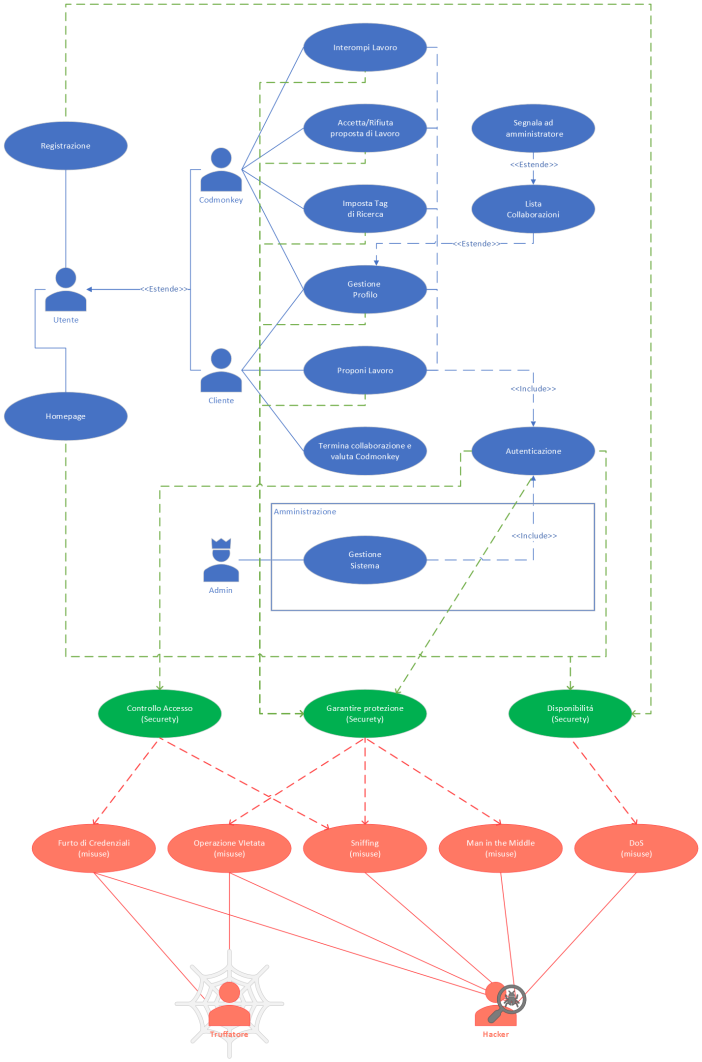 Interompi Lavoro
Accetta/Rifiuta
proposta di Lavoro
Segnala ad
amministratore
Registrazione
<<Estende>>
Codmonkey
Imposta Tag
di Ricerca
Lista
Collaborazioni
<<Estende>>
Gestione
Profilo
<<Estende>>
Utente
Cliente
Proponi Lavoro
<<Include>>
Homepage
Termina collaborazione e
valuta Codmonkey
Autenticazione
Amministrazione
<<Include>>
Gestione
Sistema
Admin
Controllo Accesso
(Securety)
Garantire protezione
(Securety)
Disponibilitá
(Securety)
Furto di Credenziali
(misuse)
Operazione Vietata
(misuse)
Sniffing
(misuse)
Man in the Middle
(misuse)
DoS
(misuse)
Truffatore
Hacker